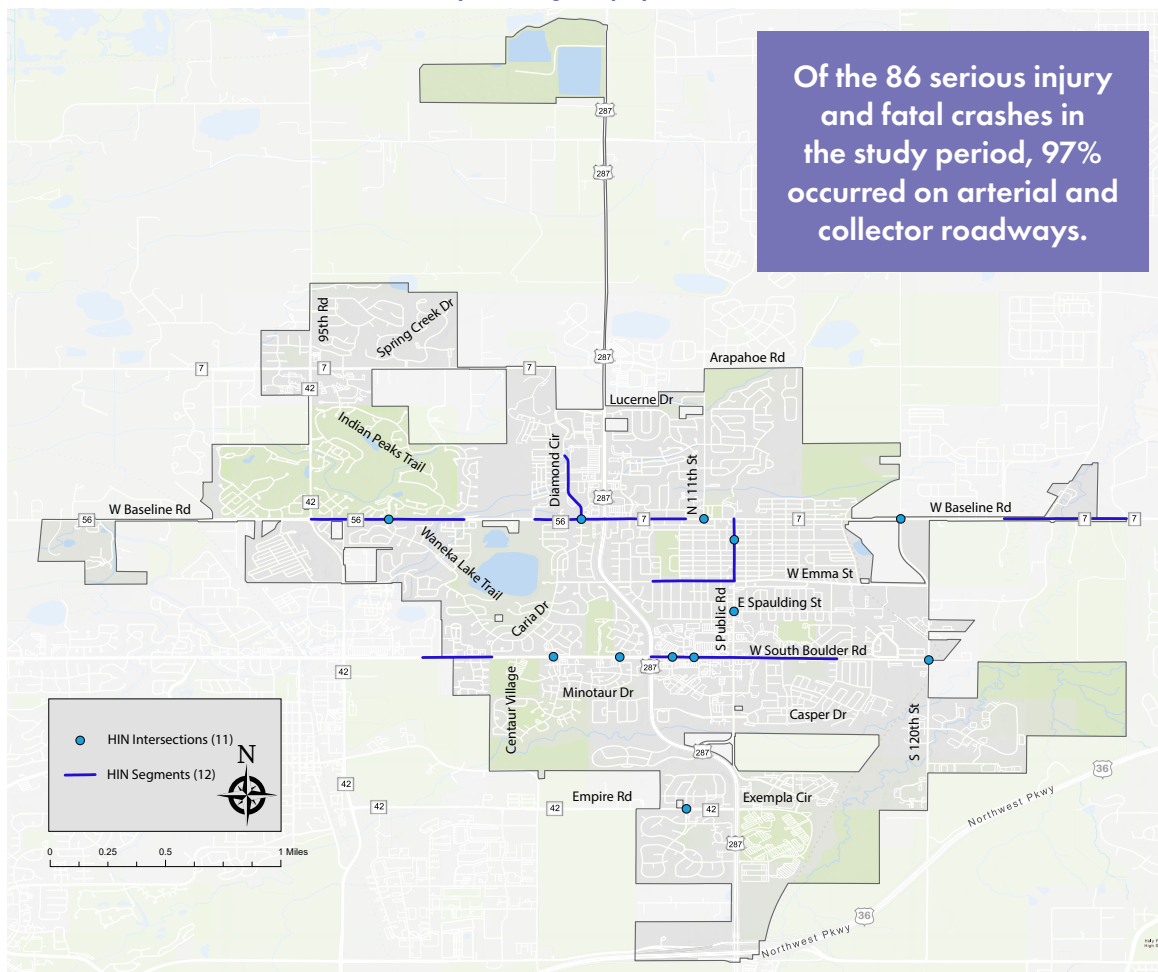 Of the 86 serious injury
and fatal crashes in
the study period, 97%
occurred on arterial and
collector roadways.
287
287
95th Rd
Spring Creek Dr
287
Arapahoe Rd
7
7
7
42
Lucerne Dr
Indian Peaks Trail
Diamond Cir
N 111th St
42
287
W Baseline Rd
W Baseline Rd
56
56
56
7
7
7
7
Waneka Lake Trail
W Emma St
Caria Dr
S Public Rd
E Spaulding St
W South Boulder Rd
287
42
Minotaur Dr
Centaur Village
Casper Dr
S 120th St
HIN Intersections (11)
N
HIN Segments (12)
287
36
42
Empire Rd
Exempla Cir
Northwest Pkwy
42
42
42
287
0 0.25 0.5 1 Miles
36
Northwest Pkwy